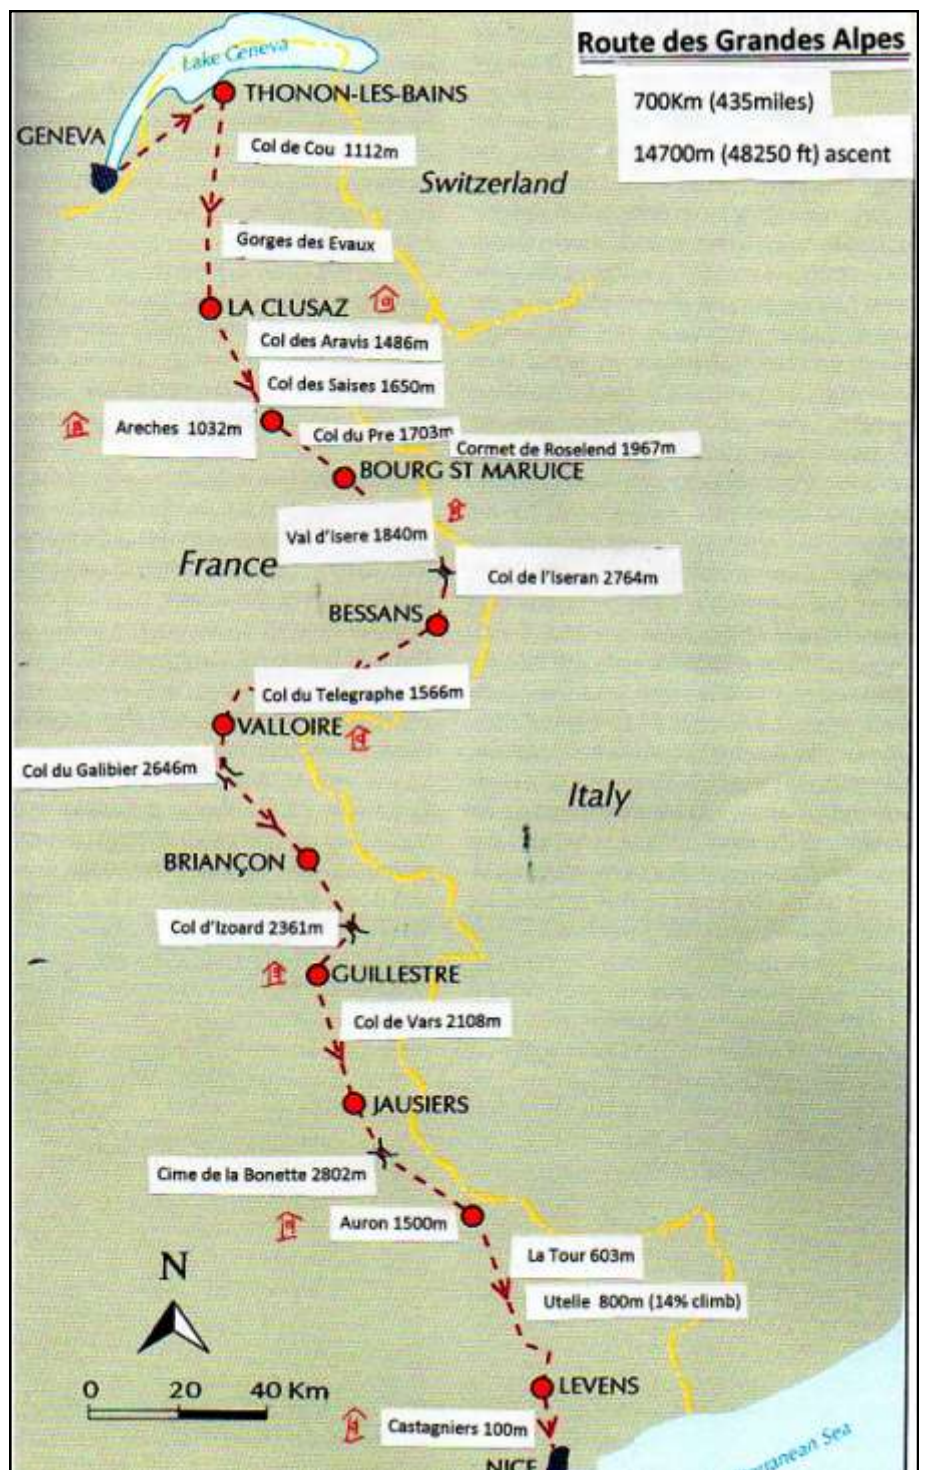 Route des Grandes Alpes
700Km (435miles)
14700m (48250 ft) ascent
Lake Geneva
THONON-LES-BAINS
GENEVA
Col de Cou 1112m
Switzerland
Gorges des Evaux
LA CLUSAZ
Col des Aravis 1486m
Col des Saises 1650m
Areches 1032m
Col du Pre 1703m
Cormet de Roselend 1967m
BOURG ST MARUICE
Val d'isere 1840m
France
Col de l'Iseran 2764m
BESSANS
Col du Telegraphe 1566m
VALLOIRE
Col du Galibier 2646m
Italy
BRIANÇON
Col d'Izoard 2361m
GUILLESTRE
Col de Vars 2108m
JAUSIERS
Cime de la Bonette 2802m
Auron 1500m
La Tour 603m
N
Utelle 800m (14% climb)
0 20 40 Km
LEVENS
Castagniers 100m
NICE
Sea